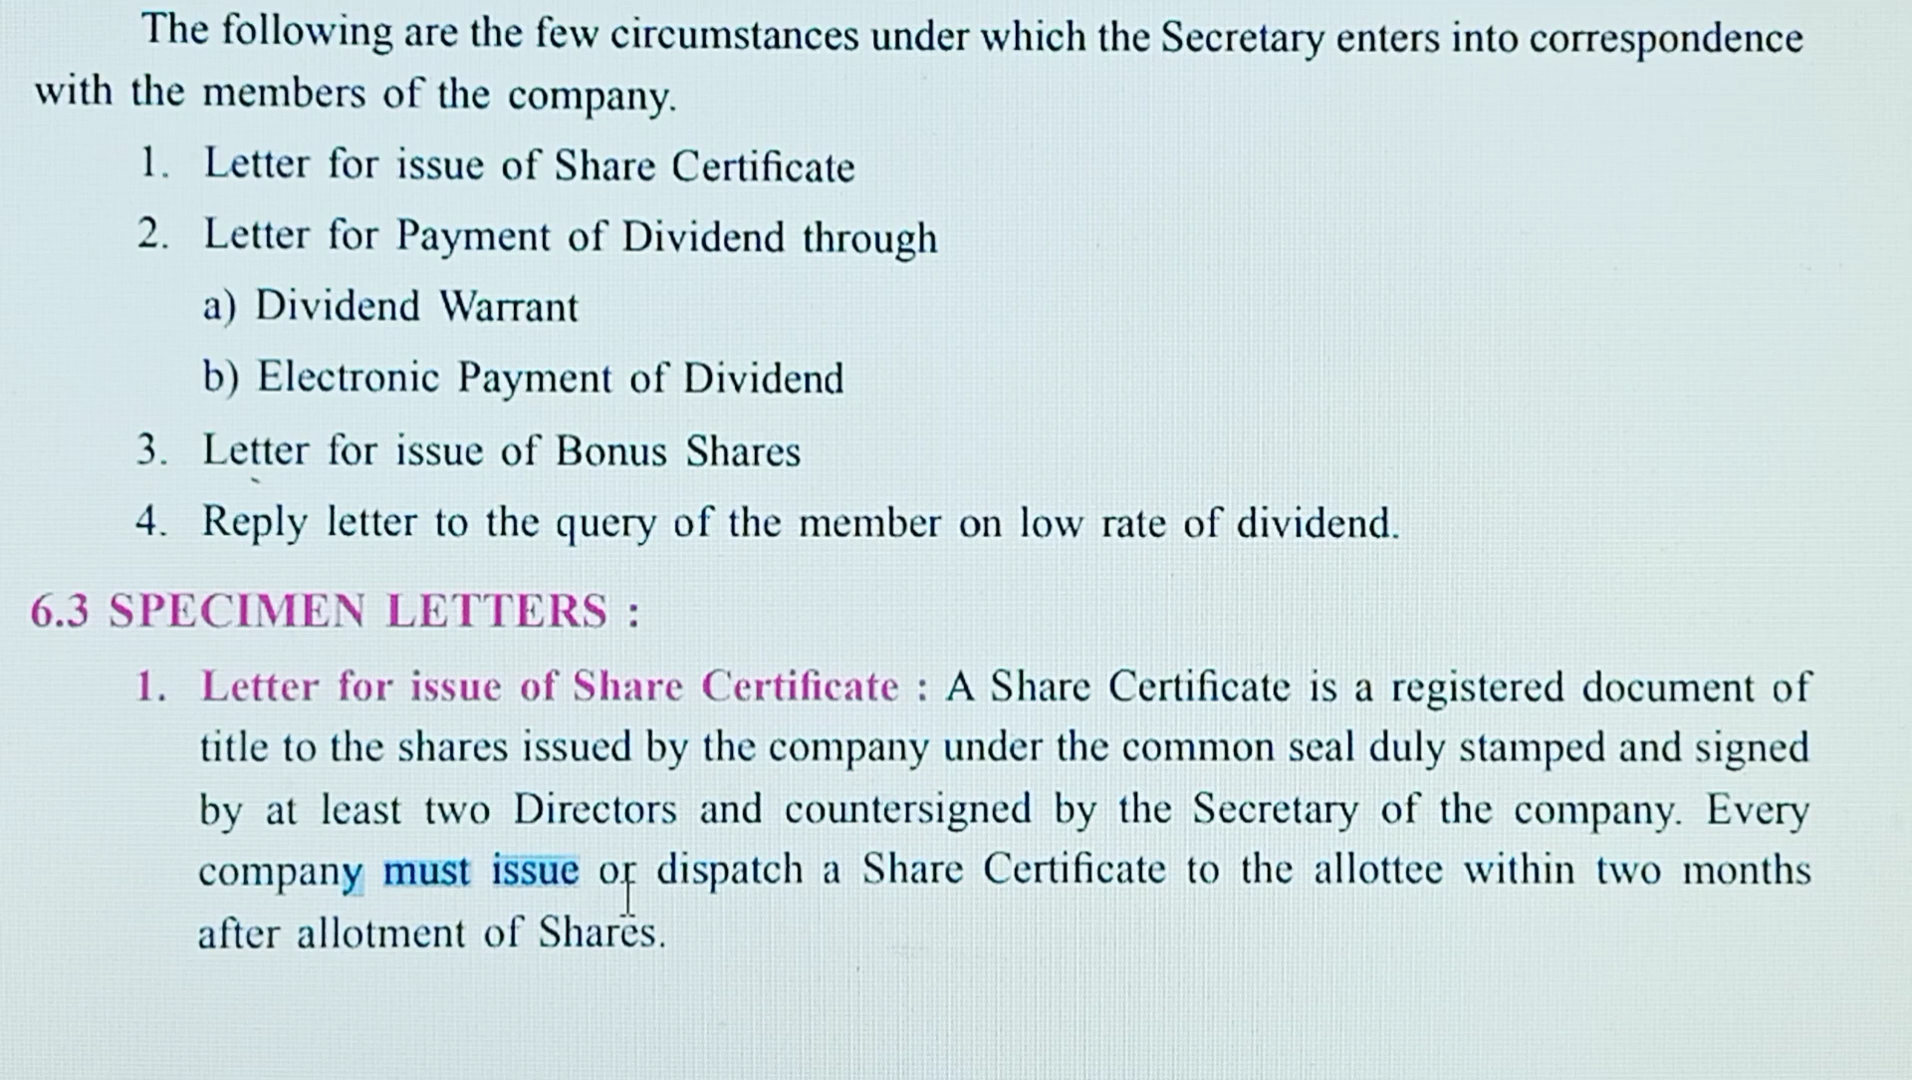 The following are the few circumstances under which the Secretary enters into correspondence
with the members of the company.
1. Letter for issue of Share Certificate
2. Letter for Payment of Dividend through
a) Dividend Warrant
b) Electronic Payment of Dividend
3. Letter for issue of Bonus Shares
4. Reply letter to the query of the member on low rate of dividend.
6.3 SPECIMEN LETTERS :
1. Letter for issue of Share Certificate : A Share Certificate is a registered document of
title to the shares issued by the company under the common seal duly stamped and signed
by at least two Directors and countersigned by the Secretary of the company. Every
company must issue or dispatch a Share Certificate to the allottee within two months
after allotment of Shares.